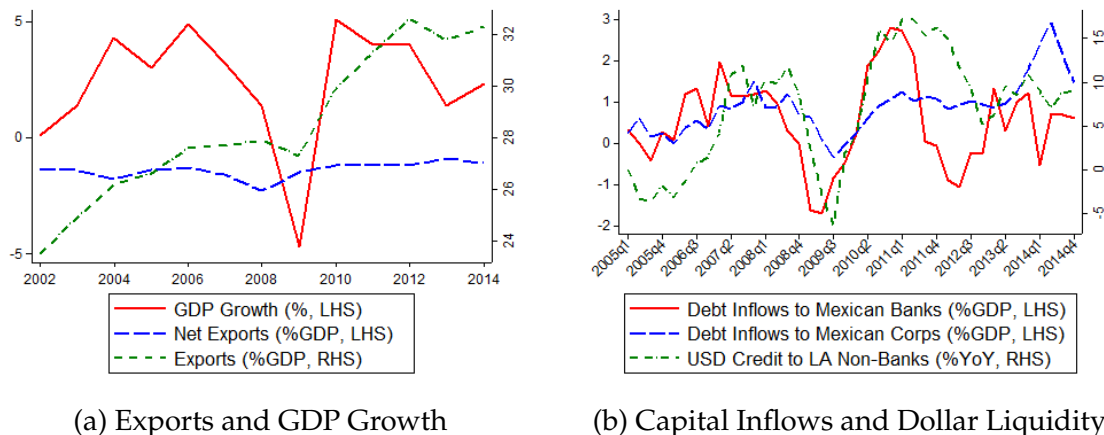 5
0
-5
32
30
28
26
24
2002 2004 2006 2008 2010 2012 2014
GDP Growth (%, LHS)
Net Exports (%GDP, LHS)
Exports (%GDP, RHS)
(a) Exports and GDP Growth
3
2
1
0
-1
-2
15
10
5
0
-5
2005q1 2005q4 2006q3 2007q2 2008q1 2008q4 2009q3 2010q2 2011q1 2011q4 2012q3 2013q2 2014q1 2014q4
Debt Inflows to Mexican Banks (%GDP, LHS)
Debt Inflows to Mexican Corps (%GDP, LHS)
USD Credit to LA Non-Banks (%YoY, RHS)
(b) Capital Inflows and Dollar Liquidity